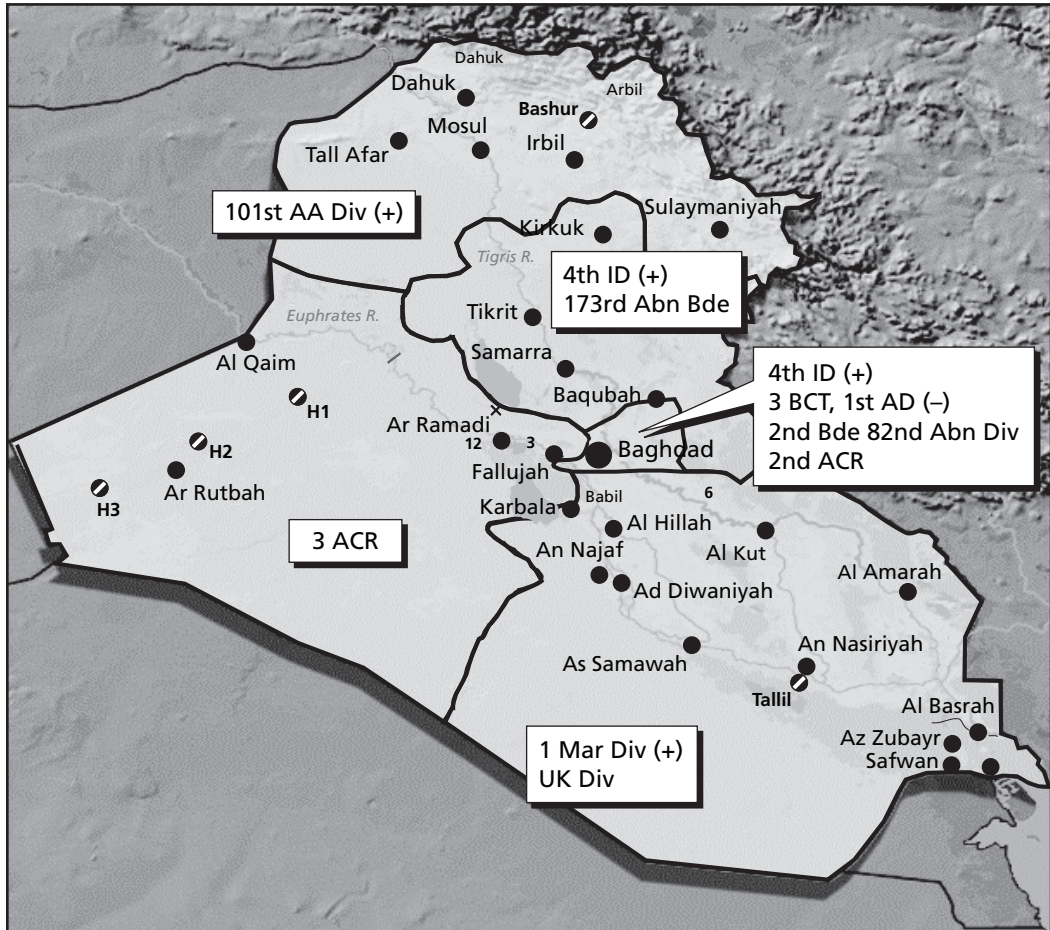 Dahuk
Dahuk
Arbil
Bashur
Mosul
Irbil
Tall Afar
101st AA Div (+)
Sulaymaniyah
Kirkuk
Tigris R.
4th ID (+)
173rd Abn Bde
Euphrates R.
Tikrit
Samarra
Al Qaim
4th ID (+)
3 BCT, 1st AD (–)
2nd Bde 82nd Abn Div
2nd ACR
Baqubah
H1
Ar Ramadi
12
3
Baghdad
H2
Fallujah
Ar Rutbah
H3
Karbala
Babil
6
Al Hillah
Al Kut
3 ACR
An Najaf
Al Amarah
Ad Diwaniyah
An Nasiriyah
As Samawah
Tallil
Al Basrah
Az Zubayr
Safwan
1 Mar Div (+)
UK Div